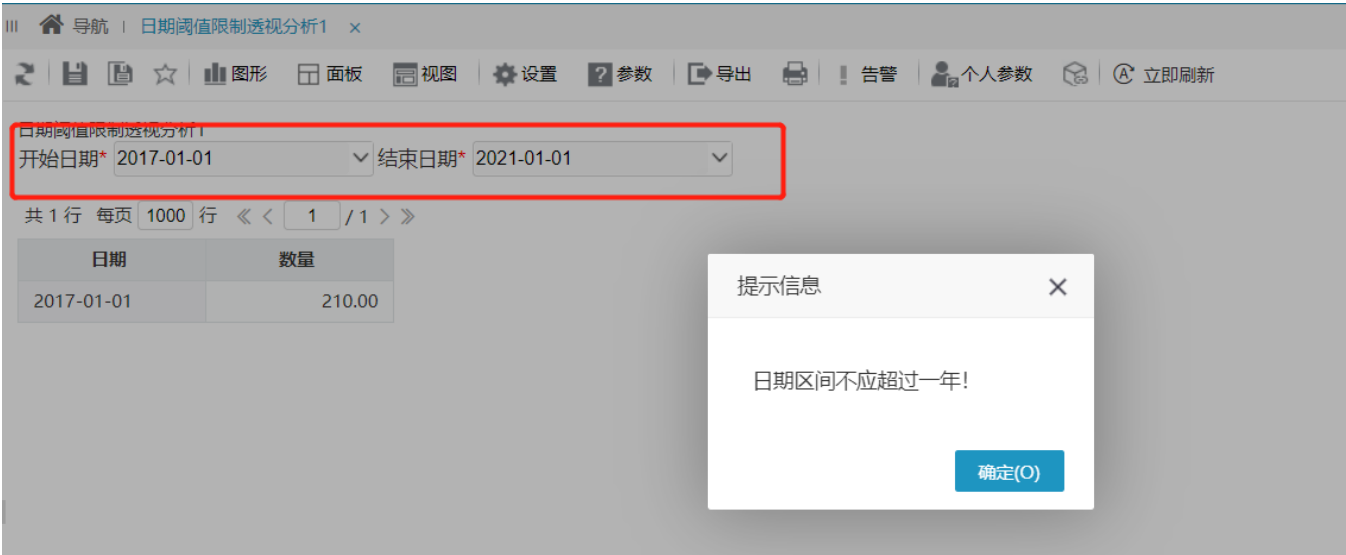 导航 日期阈值限制透视分析1 ×
图形 面板 视图 设置 ? 参数 导出 ! 告警 个人参数 A 立即刷新
日期阈值限制透视分析1
开始日期* 2017-01-01 结束日期* 2021-01-01
共 1 行 每页 1000 行 《 < 1 / 1 > 》
日期 数量
2017-01-01 210.00
提示信息 ×
日期区间不应超过一年!
确定(O)